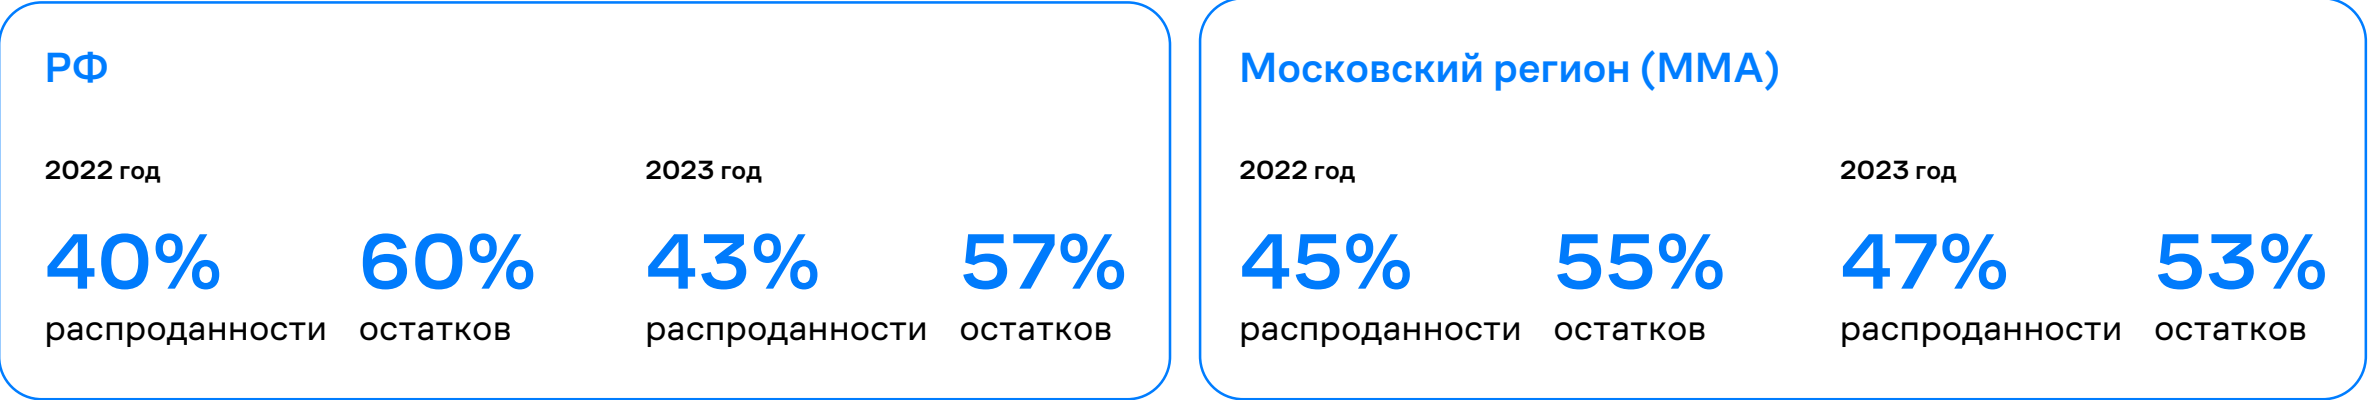 РФ
2022 год
40%
распроданности
60%
остатков
2023 год
43%
распроданности
57%
остатков
Московский регион (ММА)
2022 год
45%
распроданности
55%
остатков
2023 год
47%
распроданности
53%
остатков